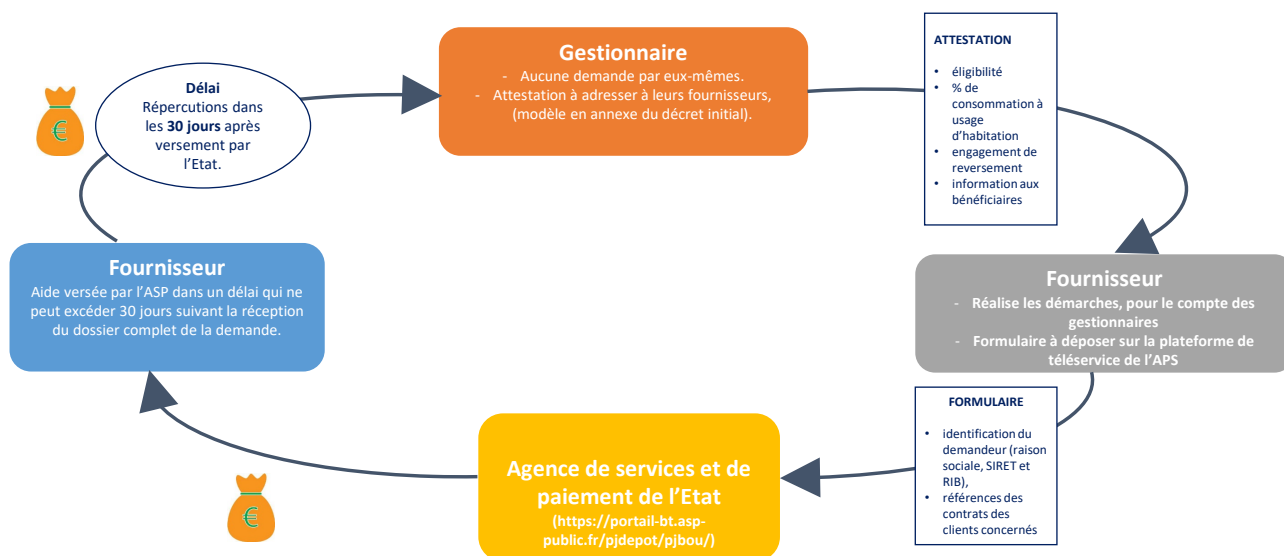 Gestionnaire
- Aucune demande par eux-mêmes.
- Attestation à adresser à leurs fournisseurs,
(modèle en annexe du décret initial).
ATTESTATION
• éligibilité
• % de
consommation à
usage
d'habitation
• engagement de
reversement
• information aux
bénéficiaires
Délai
Répercutions dans
les 30 jours après
versement par
l'Etat.
€
Fournisseur
Aide versée par l'ASP dans un délai qui ne
peut excéder 30 jours suivant la réception
du dossier complet de la demande.
Fournisseur
- Réalise les démarches, pour le compte des
gestionnaires
- Formulaire à déposer sur la plateforme de
téléservice de l'APS
FORMULAIRE
• identification du
demandeur (raison
sociale, SIRET et
RIB),
• références des
contrats des
clients concernés
Agence de services et de
paiement de l'Etat
(https://portail-bt.asp-
public.fr/pjdepot/pjbou/)
€